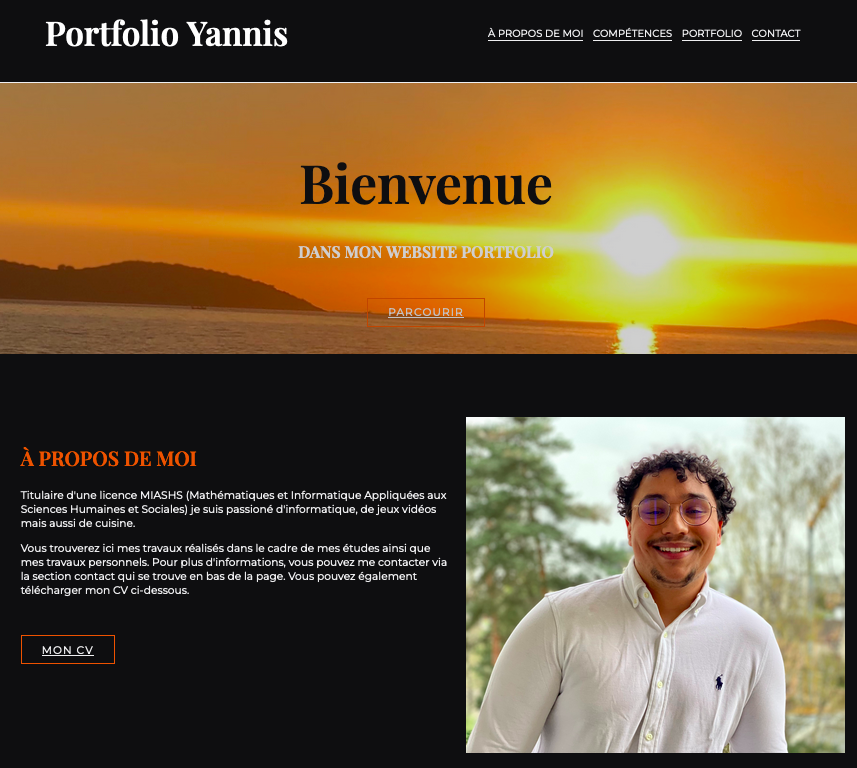 Portfolio Yannis
À PROPOS DE MOI COMPÉTENCES PORTFOLIO CONTACT
Bienvenue
DANS MON WEBSITE PORTFOLIO
PARCOURIR
À PROPOS DE MOI
Titulaire d'une licence MIASHS (Mathématiques et Informatique Appliquées aux
Sciences Humaines et Sociales) je suis passioné d'informatique, de jeux vidéos
mais aussi de cuisine.
Vous trouverez ici mes travaux réalisés dans le cadre de mes études ainsi que
mes travaux personnels. Pour plus d'informations, vous pouvez me contacter via
la section contact qui se trouve en bas de la page. Vous pouvez également
télécharger mon CV ci-dessous.
MON CV